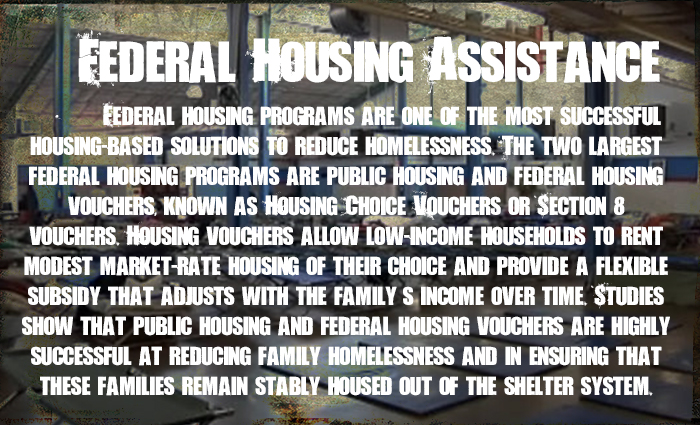 Federal Housing Assistance
Federal housing programs are one of the most successful
housing-based solutions to reduce homelessness. The two largest
federal housing programs are public housing and federal housing
vouchers, known as Housing Choice Vouchers or Section 8
vouchers. Housing vouchers allow low-income households to rent
modest market-rate housing of their choice and provide a flexible
subsidy that adjusts with the family s income over time. Studies
show that public housing and federal housing vouchers are highly
successful at reducing family homelessness and in ensuring that
these families remain stably housed out of the shelter system.